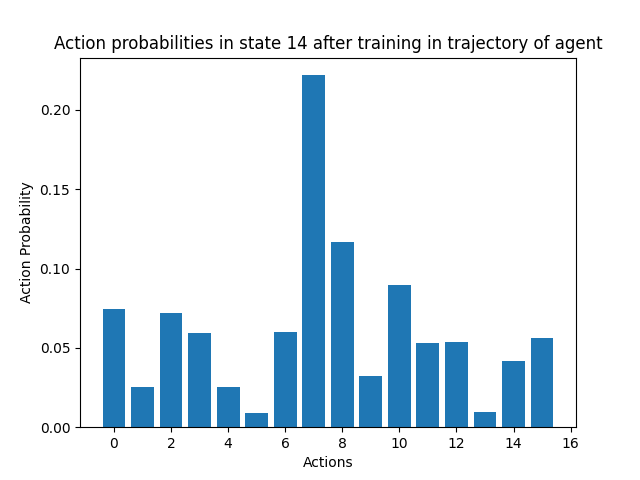 Action probabilities in state 14 after training in trajectory of agent
0.20
0.15
0.10
0.05
0.00
Action Probability
0 2 4 6 8 10 12 14 16
Actions